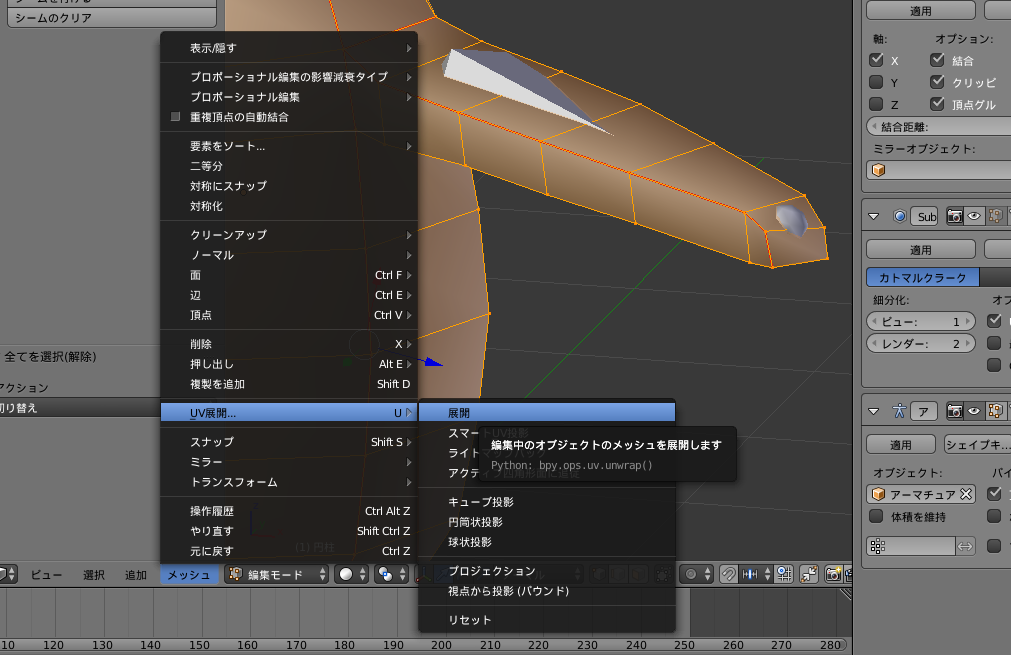 シームのクリア
全てを選択(解除)
アクション
切り替え
表示/隠す
プロポーショナル編集の影響減衰タイプ
プロポーショナル編集
重複頂点の自動結合
要素をソート...
二等分
対称にスナップ
対称化
クリーンアップ
ノーマル
面 Ctrl F
辺 Ctrl E
頂点 Ctrl V
削除 X
押し出し Alt E
複製を追加 Shift D
UV展開... U
スナップ Shift S
ミラー
トランスフォーム
操作履歴 Ctrl Alt Z
やり直す Shift Ctrl Z
元に戻す Ctrl Z
(1) 円柱
展開
編集中のオブジェクトのメッシュを展開します
Python: bpy.ops.uv.unwrap()
キューブ投影
円筒状投影
球状投影
プロジェクション
視点から投影 (バウンド)
リセット
ビュー 選択 追加 メッシュ 編集モード
120 130 140 150 160 170 180 190 200 210 220 230 240 250 260 270 280
適用
軸: オプション:
X 結合
Y クリッピ
Z 頂点グル
結合距離:
ミラーオブジェクト:
Sub
適用
カトマルクラーク
細分化:
ビュー: 1
レンダー: 2
ア
適用 シェイプキ...
オブジェクト:
アーマチュア
体積を維持